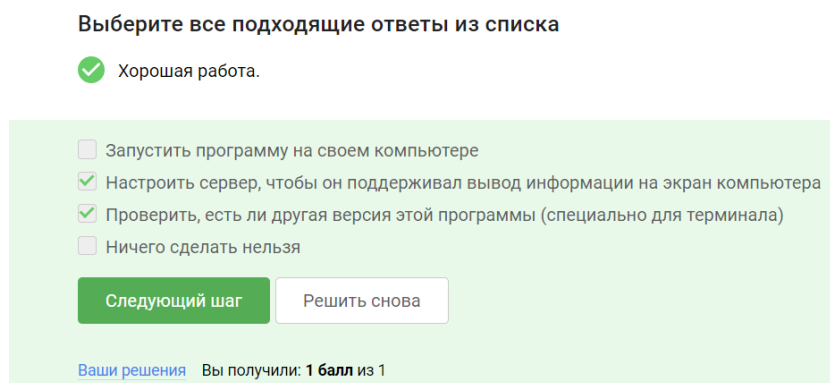 Выберите все подходящие ответы из списка
Хорошая работа.
Запустить программу на своем компьютере
Настроить сервер, чтобы он поддерживал вывод информации на экран компьютера
Проверить, есть ли другая версия этой программы (специально для терминала)
Ничего сделать нельзя
Следующий шаг Решить снова
Ваши решения Вы получили: 1 балл из 1